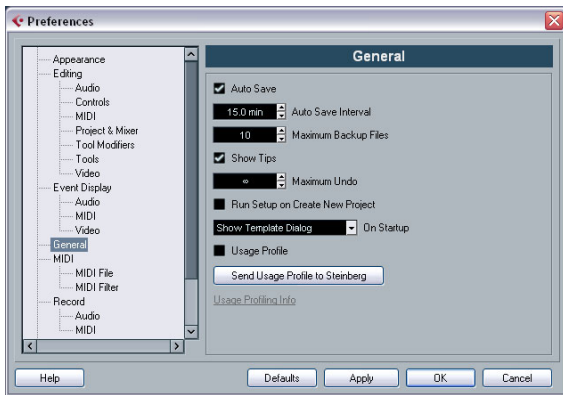 Preferences
Appearance
Editing
Audio
Controls
MIDI
Project & Mixer
Tool Modifiers
Tools
Video
Event Display
Audio
MIDI
Video
General
MIDI
MIDI File
MIDI Filter
Record
Audio
MIDI
General
Auto Save
15.0 min Auto Save Interval
10 Maximum Backup Files
Show Tips
∞ Maximum Undo
Run Setup on Create New Project
Show Template Dialog On Startup
Usage Profile
Send Usage Profile to Steinberg
Usage Profiling Info
Help Defaults Apply OK Cancel